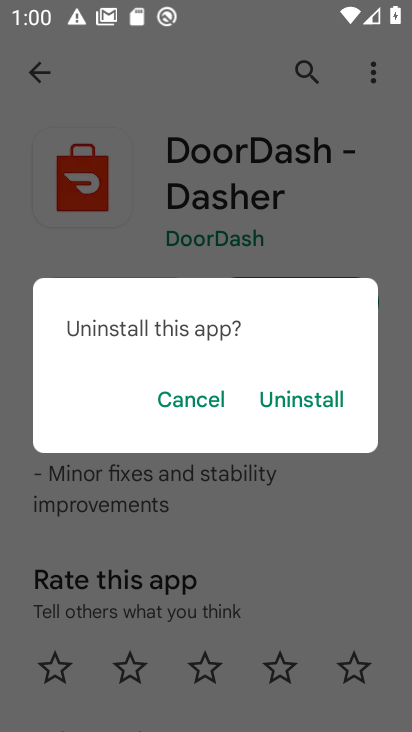 1:00
DoorDash -
Dasher
DoorDash
Uninstall this app?
Cancel Uninstall
- Minor fixes and stability
improvements
Rate this app
Tell others what you think